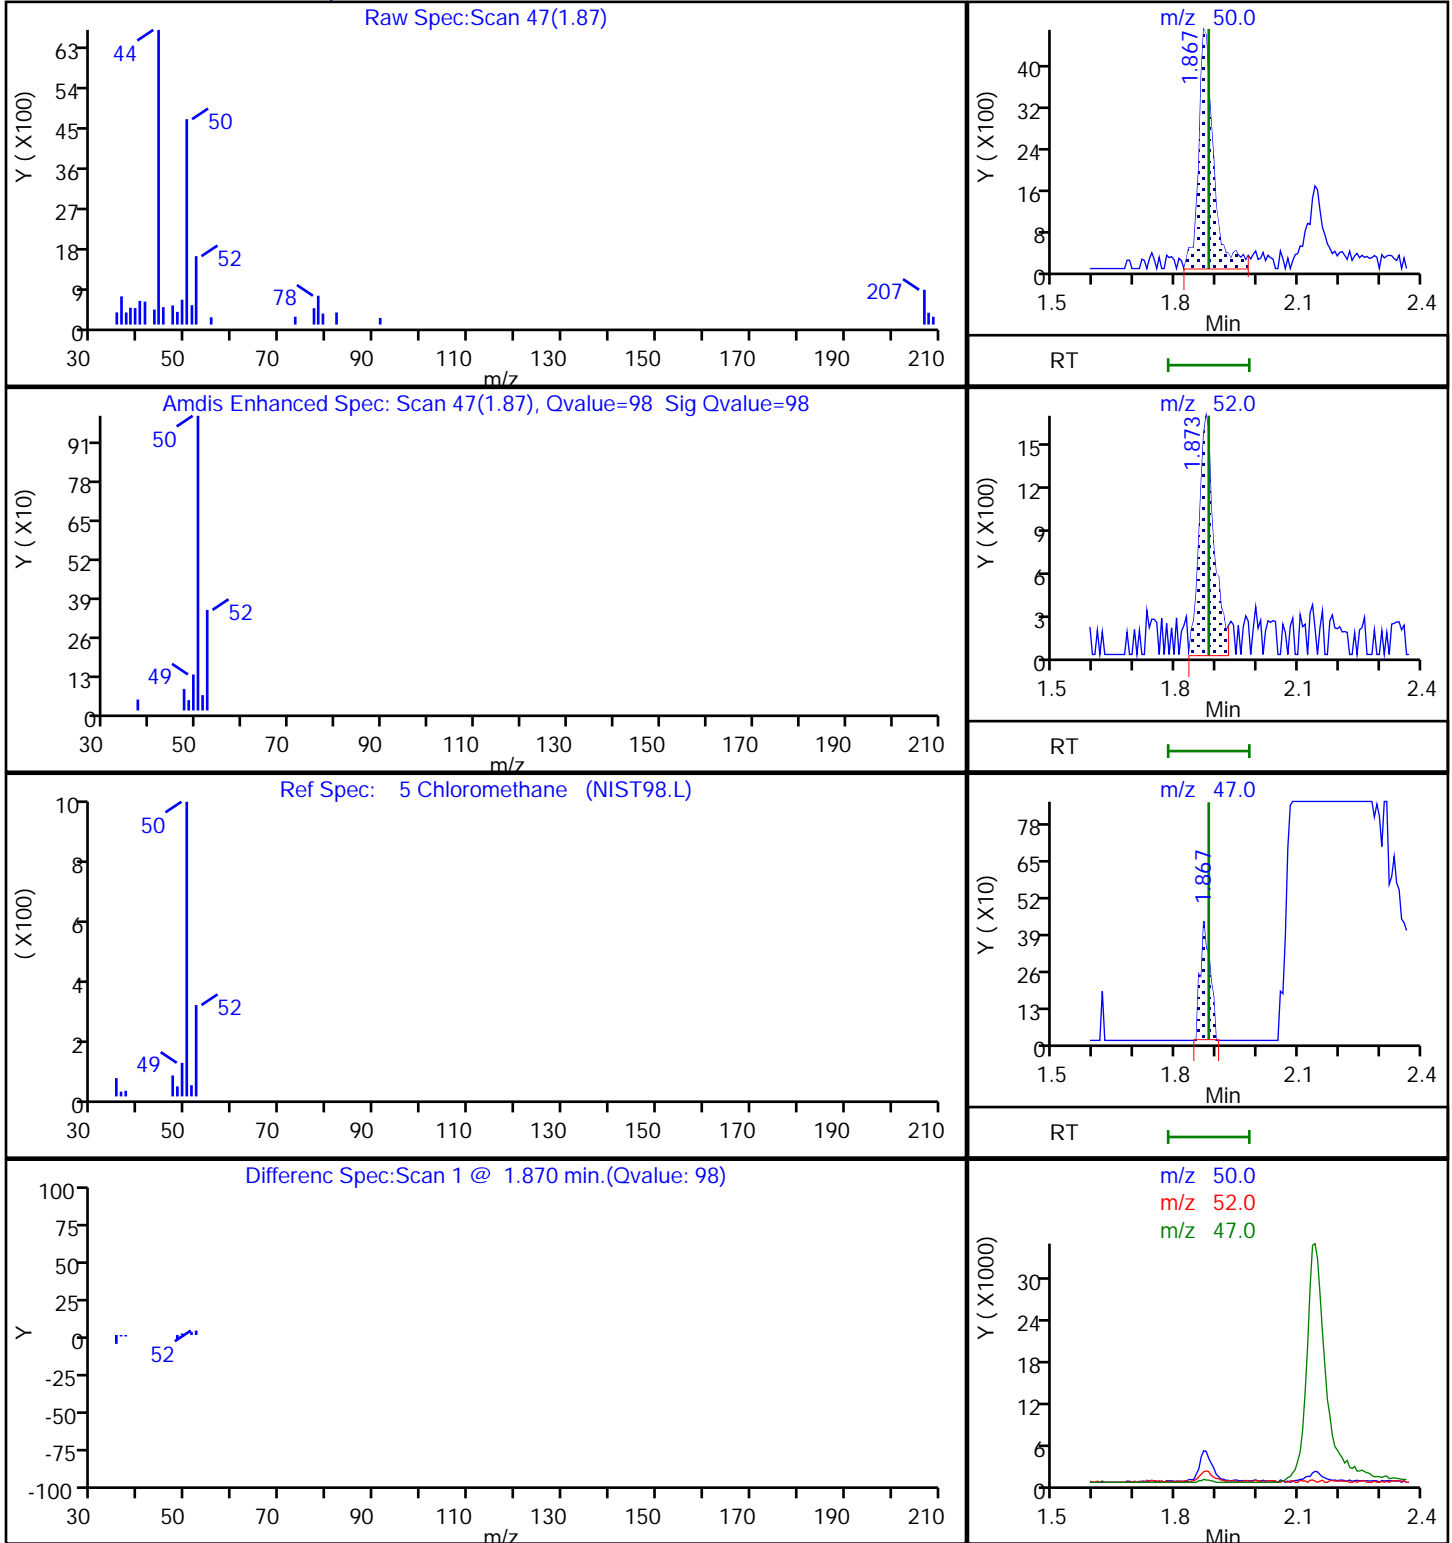 Raw Spec:Scan 47(1.87)
Y ( X100)
63
54
45
36
27
18
9
0
44
50
52
78
207
30 50 70 90 110 130 150 170 190 210
m/z
m/z 50.0
Y ( X100)
40
32
24
16
8
0
1.867
1.5 1.8 2.1 2.4
Min
RT
Amdis Enhanced Spec: Scan 47(1.87), Qvalue=98 Sig Qvalue=98
Y ( X10)
91
78
65
52
39
26
13
0
50
52
49
30 50 70 90 110 130 150 170 190 210
m/z
m/z 52.0
Y ( X100)
15
12
9
6
3
0
1.873
1.5 1.8 2.1 2.4
Min
RT
Ref Spec: 5 Chloromethane (NIST98.L)
( X100)
10
8
6
4
2
0
50
52
49
30 50 70 90 110 130 150 170 190 210
m/z 47.0
Y ( X10)
78
65
52
39
26
13
0
1.867
1.5 1.8 2.1 2.4
Min
RT
Differenc Spec:Scan 1 @ 1.870 min.(Qvalue: 98)
Y
100
75
50
25
0
-25
-50
-75
-100
52
30 50 70 90 110 130 150 170 190 210
m/z
m/z 50.0
m/z 52.0
m/z 47.0
Y ( X1000)
30
24
18
12
6
0
1.5 1.8 2.1 2.4
Min